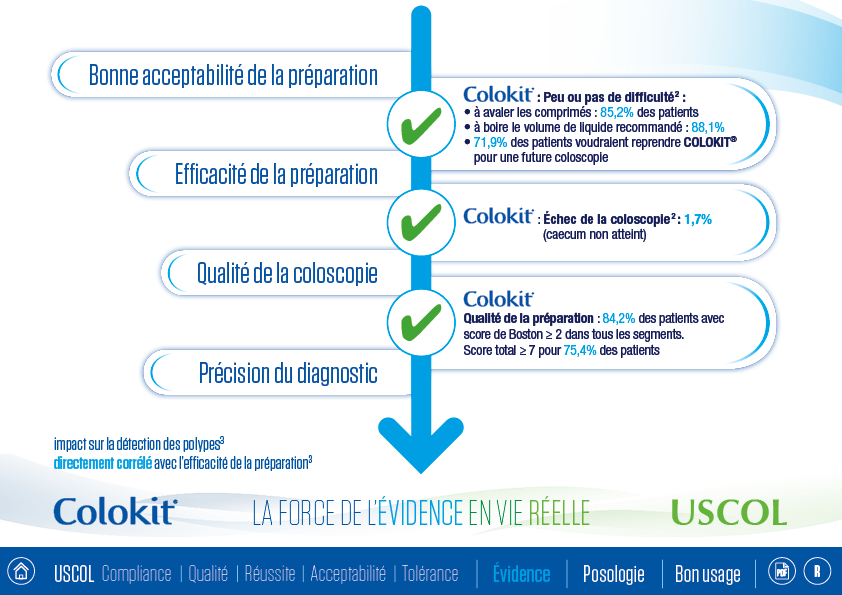 Bonne acceptabilité de la préparation
Colokit® : Peu ou pas de difficulté² :
• à avaler les comprimés : 85,2% des patients
• à boire le volume de liquide recommandé : 88,1%
• 71,9% des patients voudraient reprendre COLOKIT®
pour une future coloscopie
Efficacité de la préparation
Colokit® : Échec de la coloscopie² : 1,7%
(caecum non atteint)
Qualité de la coloscopie
Colokit®
Qualité de la préparation : 84,2% des patients avec
score de Boston ≥ 2 dans tous les segments.
Score total ≥ 7 pour 75,4% des patients
Précision du diagnostic
impact sur la détection des polypes³
directement corrélé avec l'efficacité de la préparation³
Colokit® LA FORCE DE L'ÉVIDENCE EN VIE RÉELLE USCOL
USCOL Compliance | Qualité | Réussite | Acceptabilité | Tolérance | Évidence | Posologie | Bon usage | PDF R